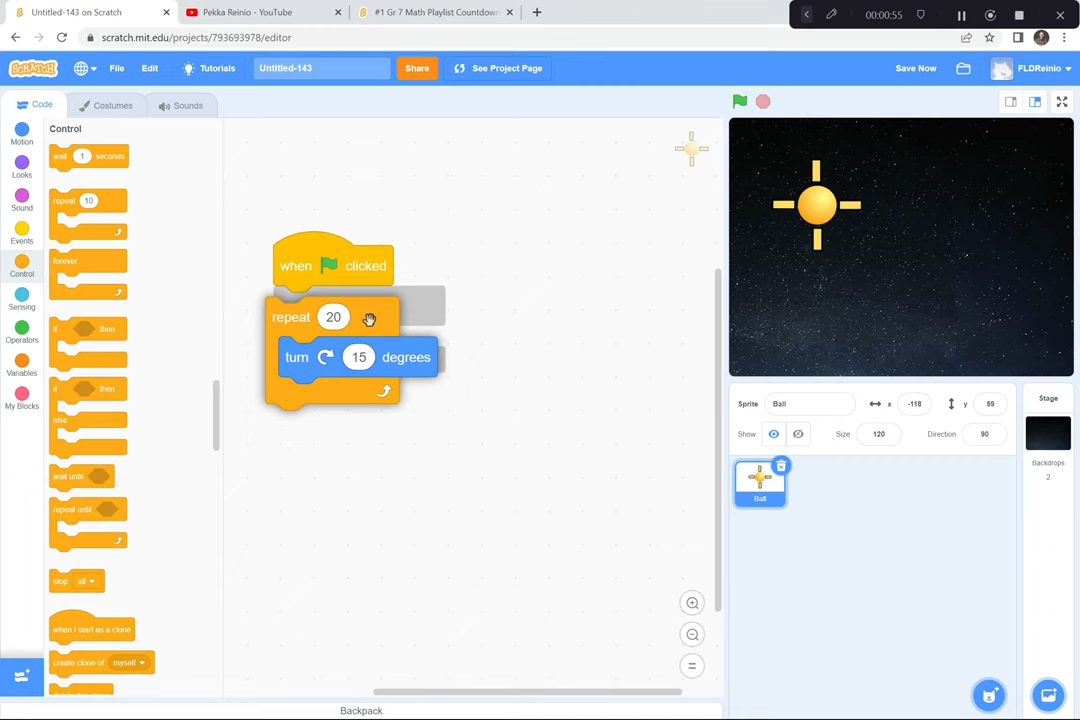 Untitled-143 on Scratch
Pekka Reinio - YouTube
#1 Gr 7 Math Playlist Countdown
00:00:55
scratch.mit.edu/projects/793693978/editor
SCRATCH
File
Edit
Tutorials
Untitled-143
Share
See Project Page
Save Now
FLDReinio
Code
Costumes
Sounds
Motion
Looks
Sound
Events
Control
Sensing
Operators
Variables
My Blocks
Control
wait 1 seconds
repeat 10
forever
if then
if then
else
wait until
repeat until
stop all
when I start as a clone
create clone of myself
when clicked
repeat 20
turn 15 degrees
Backpack
Sprite Ball x -118 y 59
Show Size 120 Direction 90
Ball
Stage
Backdrops
2